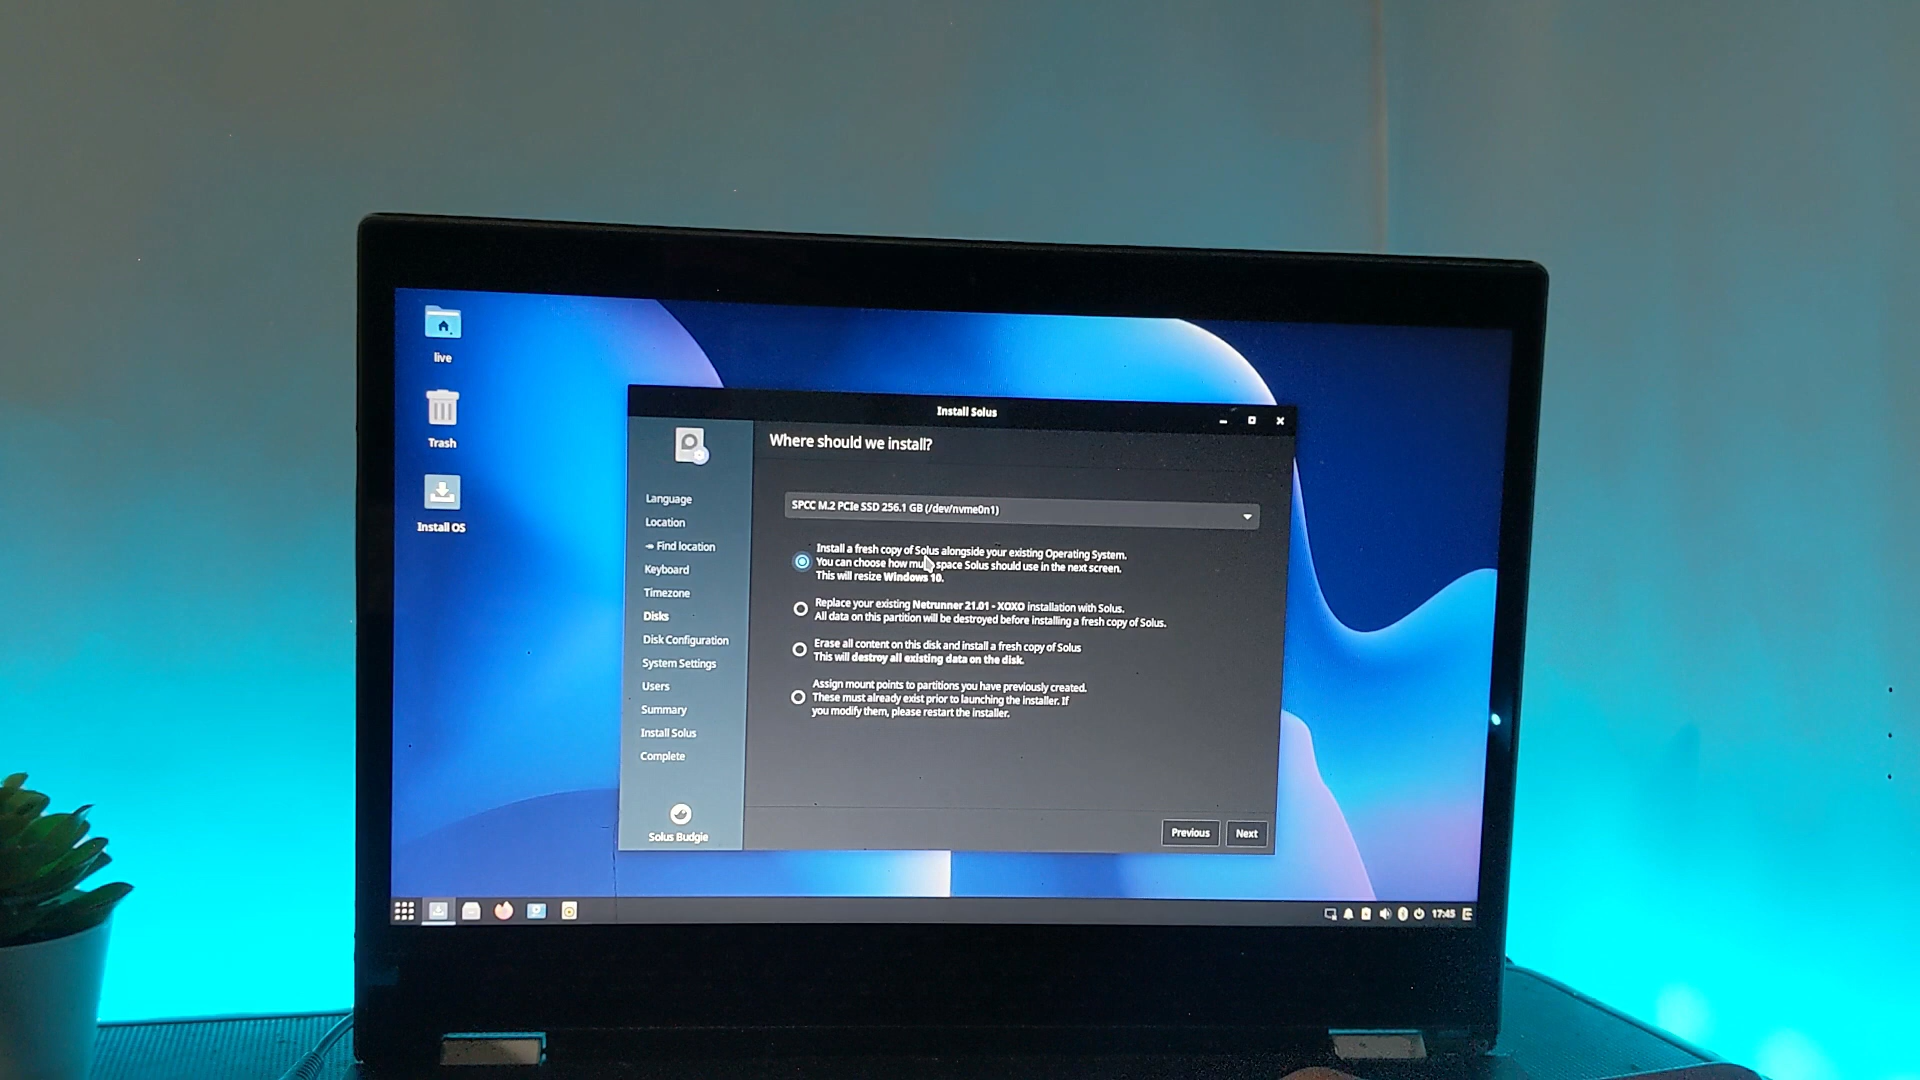 live
Trash
Install OS
Install Solus
Where should we install?
Language
Location
Find location
Keyboard
Timezone
Disks
Disk Configuration
System Settings
Users
Summary
Install Solus
Complete
Solus Budgie
SPCC M.2 PCIe SSD 256.1 GB (/dev/nvme0n1)
Install a fresh copy of Solus alongside your existing Operating System.
You can choose how much space Solus should use in the next screen.
This will resize Windows 10.
Replace your existing Netrunner 21.01 - XOXO installation with Solus.
All data on this partition will be destroyed before installing a fresh copy of Solus.
Erase all content on this disk and install a fresh copy of Solus
This will destroy all existing data on the disk.
Assign mount points to partitions you have previously created.
These must already exist prior to launching the installer. If
you modify them, please restart the installer.
Previous Next
17:45